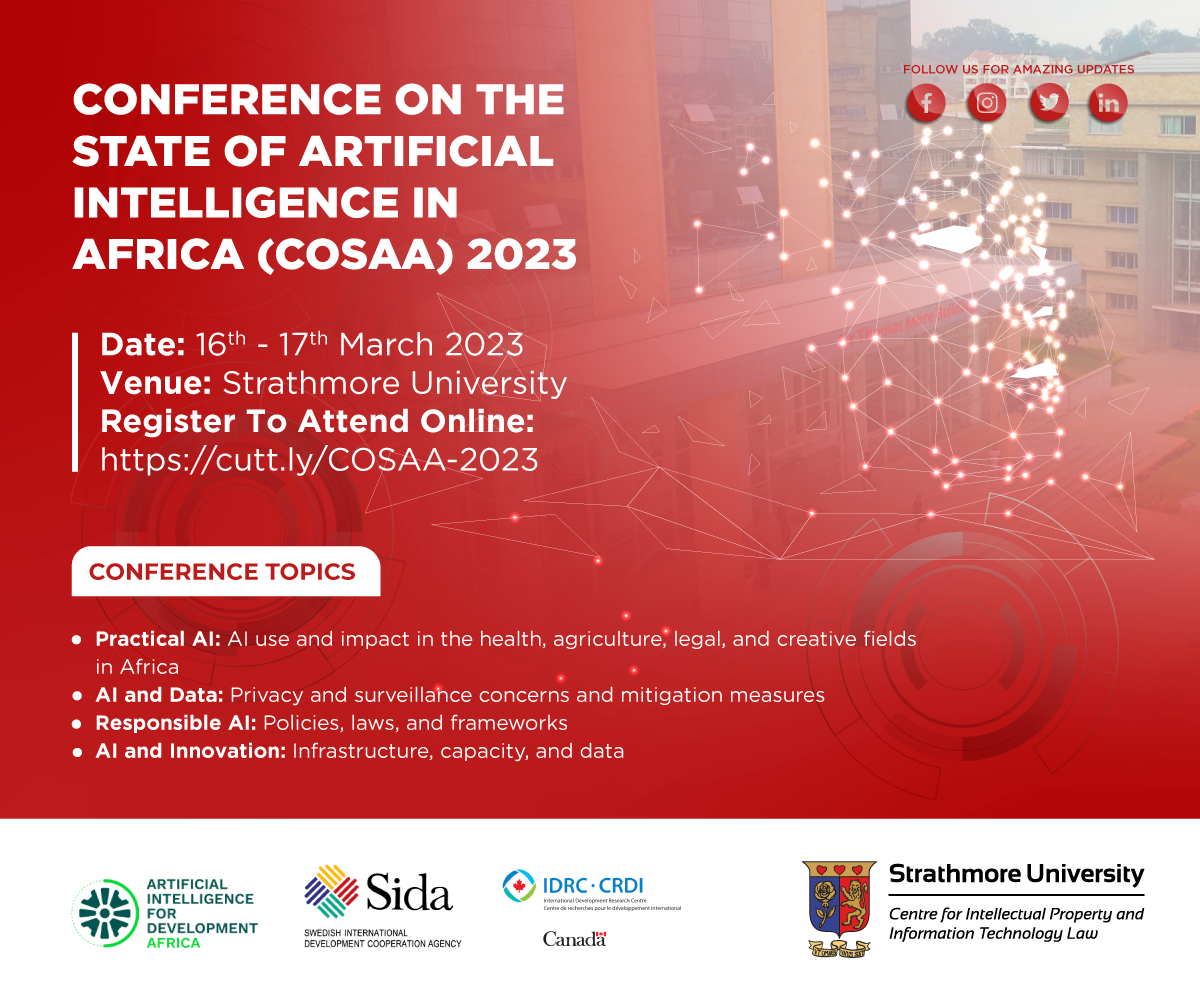 FOLLOW US FOR AMAZING UPDATES
CONFERENCE ON THE
STATE OF ARTIFICIAL
INTELLIGENCE IN
AFRICA (COSAA) 2023
Date: 16th - 17th March 2023
Venue: Strathmore University
Register To Attend Online:
https://cutt.ly/COSAA-2023
CONFERENCE TOPICS
• Practical AI: AI use and impact in the health, agriculture, legal, and creative fields
in Africa
• AI and Data: Privacy and surveillance concerns and mitigation measures
• Responsible AI: Policies, laws, and frameworks
• AI and Innovation: Infrastructure, capacity, and data
ARTIFICIAL
INTELLIGENCE
FOR
DEVELOPMENT
AFRICA
Sida
SWEDISH INTERNATIONAL
DEVELOPMENT COOPERATION AGENCY
IDRC · CRDI
International Development Research Centre
Centre de recherches pour le développement international
Canada
Strathmore University
Centre for Intellectual Property and
Information Technology Law